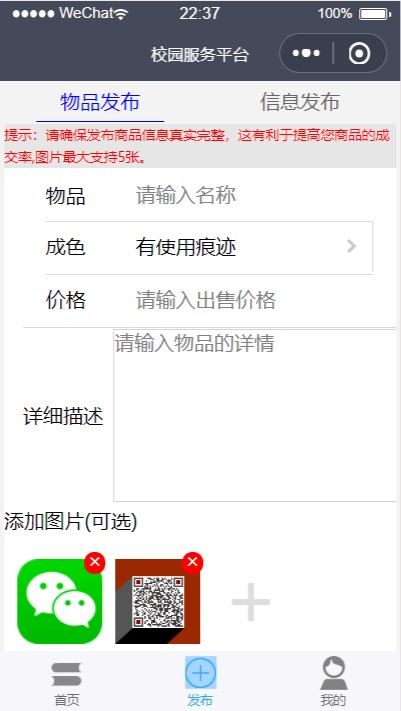 WeChat 22:37 100%
校园服务平台
物品发布 信息发布
提示：请确保发布商品信息真实完整，这有利于提高您商品的成
交率,图片最大支持5张。
物品 请输入名称
成色 有使用痕迹
价格 请输入出售价格
请输入物品的详情
详细描述
添加图片(可选)
首页 发布 我的